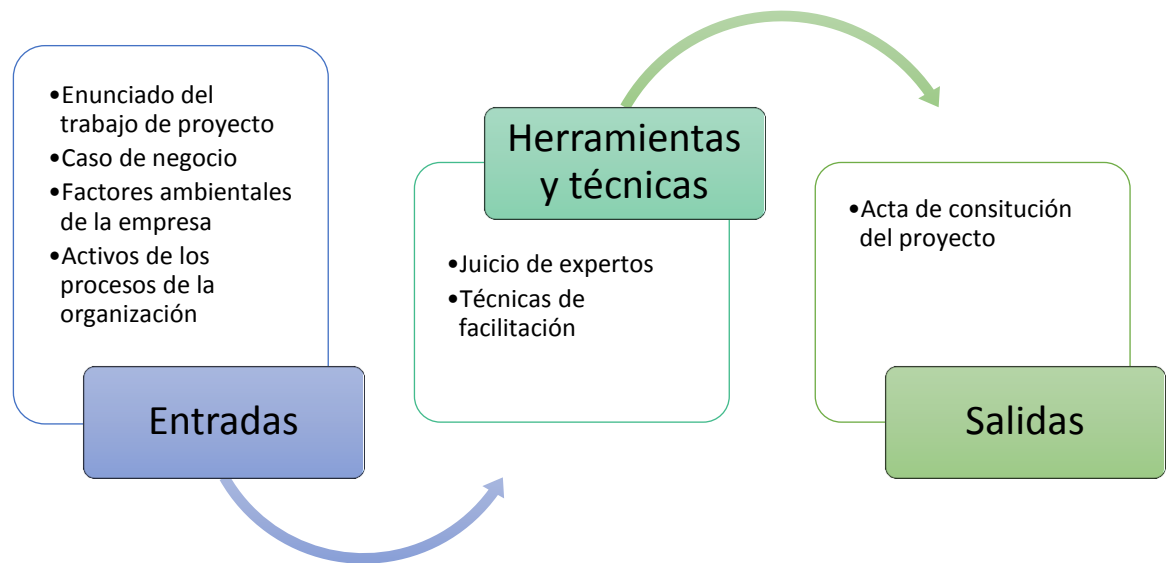 •Enunciado del
trabajo de proyecto
•Caso de negocio
•Factores ambientales
de la empresa
•Activos de los
procesos de la
organización
Entradas
Herramientas
y técnicas
•Juicio de expertos
•Técnicas de
facilitación
•Acta de consitución
del proyecto
Salidas